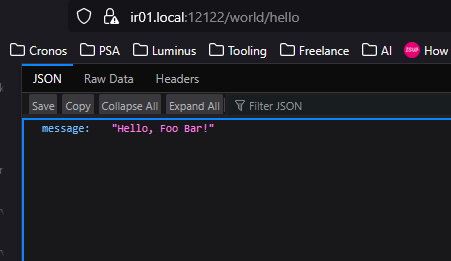 ir01.local:12122/world/hello
Cronos PSA Luminus Tooling Freelance AI How
JSON Raw Data Headers
Save Copy Collapse All Expand All Filter JSON
message: "Hello, Foo Bar!"